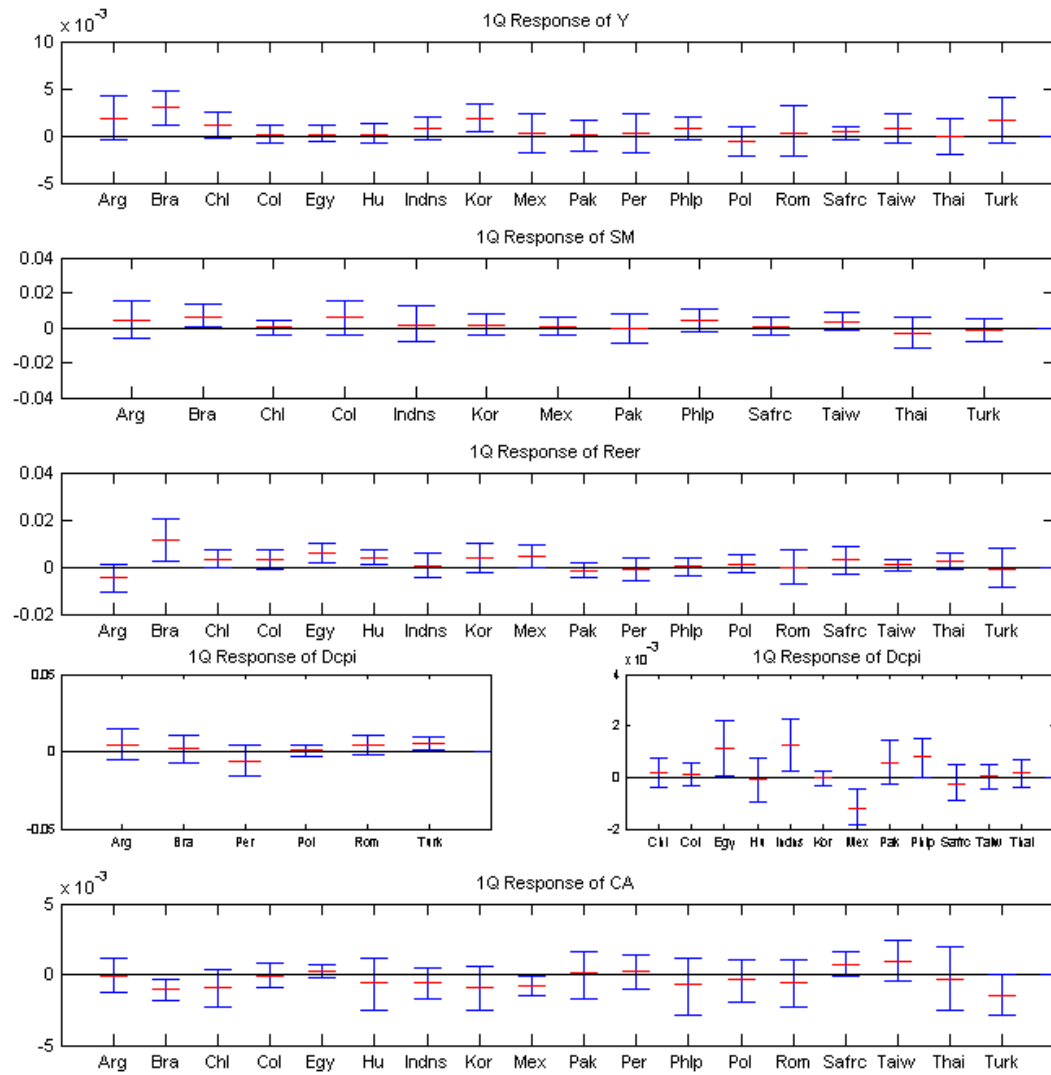 1Q Response of Y
x 10⁻³
10
5
0
-5
Arg Bra Chl Col Egy Hu Indns Kor Mex Pak Per Phlp Pol Rom Safrc Taiw Thai Turk
1Q Response of SM
0.04
0.02
0
-0.02
-0.04
Arg Bra Chl Col Indns Kor Mex Pak Phlp Safrc Taiw Thai Turk
1Q Response of Reer
0.04
0.02
0
-0.02
Arg Bra Chl Col Egy Hu Indns Kor Mex Pak Per Phlp Pol Rom Safrc Taiw Thai Turk
1Q Response of Dcpi
0.05
0
-0.05
Arg Bra Per Pol Rom Turk
1Q Response of Dcpi
x 10⁻³
4
2
0
-2
Chl Col Egy Hu Indns Kor Mex Pak Phlp Safrc Taiw Thai
1Q Response of CA
x 10⁻³
5
0
-5
Arg Bra Chl Col Egy Hu Indns Kor Mex Pak Per Phlp Pol Rom Safrc Taiw Thai Turk